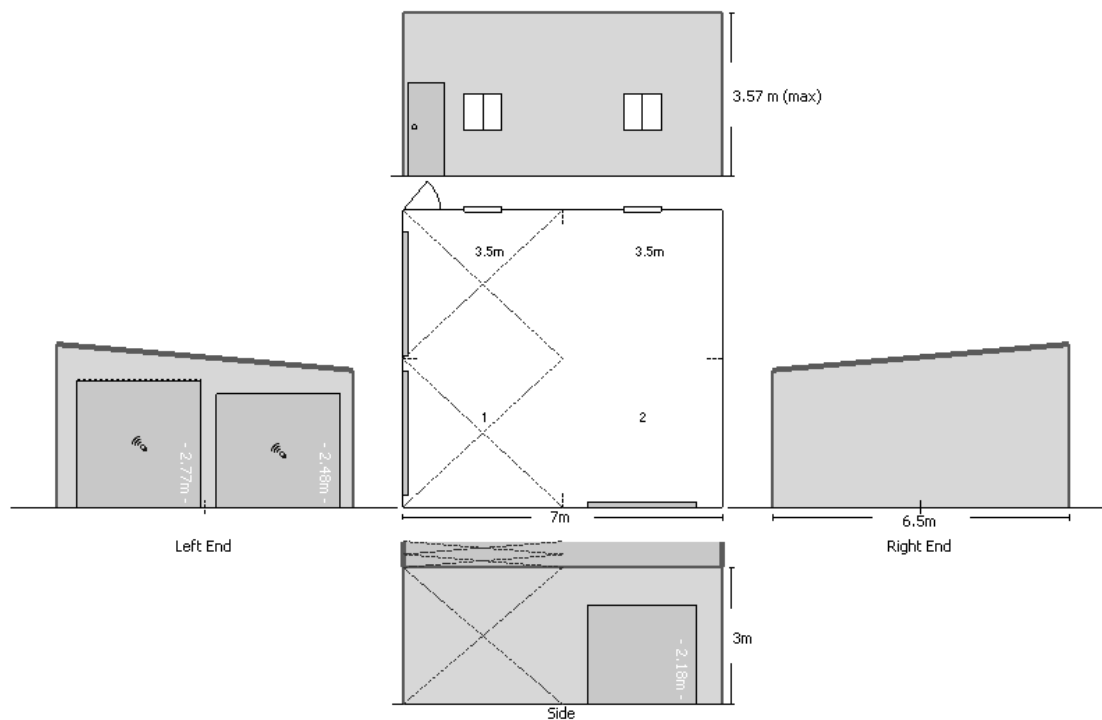 3.57 m (max)
3.5m
3.5m
1
2
- 2.77m -
- 2.48m -
7m
6.5m
Left End
Right End
3m
- 2.18m -
Side